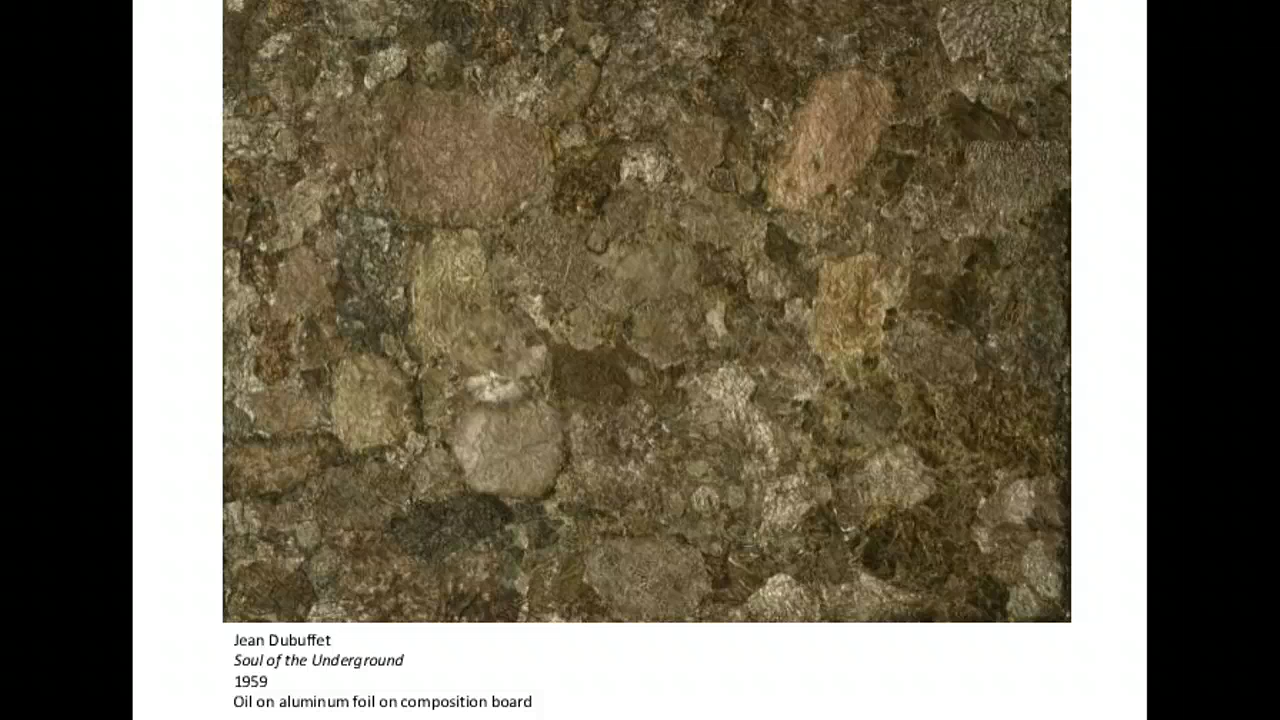 Jean Dubuffet
Soul of the Underground
1959
Oil on aluminum foil on composition board